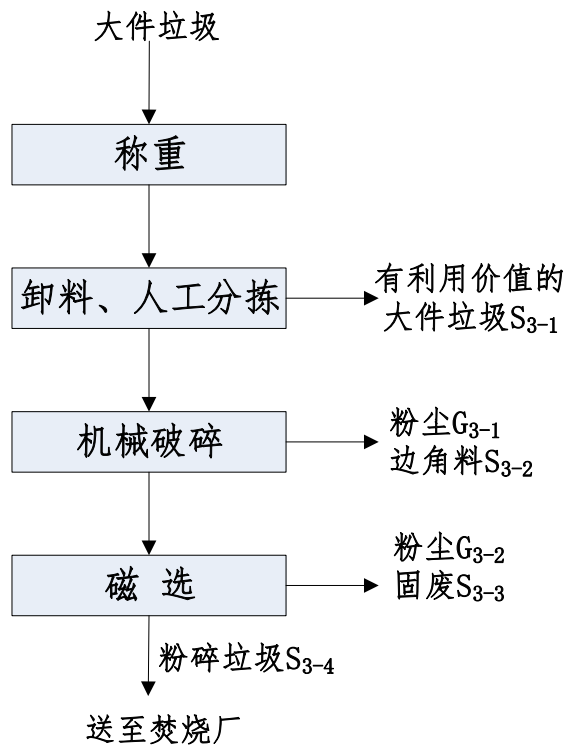 大件垃圾
称重
卸料、人工分拣
有利用价值的
大件垃圾S3-1
机械破碎
粉尘G3-1
边角料S3-2
磁 选
粉尘G3-2
固废S3-3
粉碎垃圾S3-4
送至焚烧厂